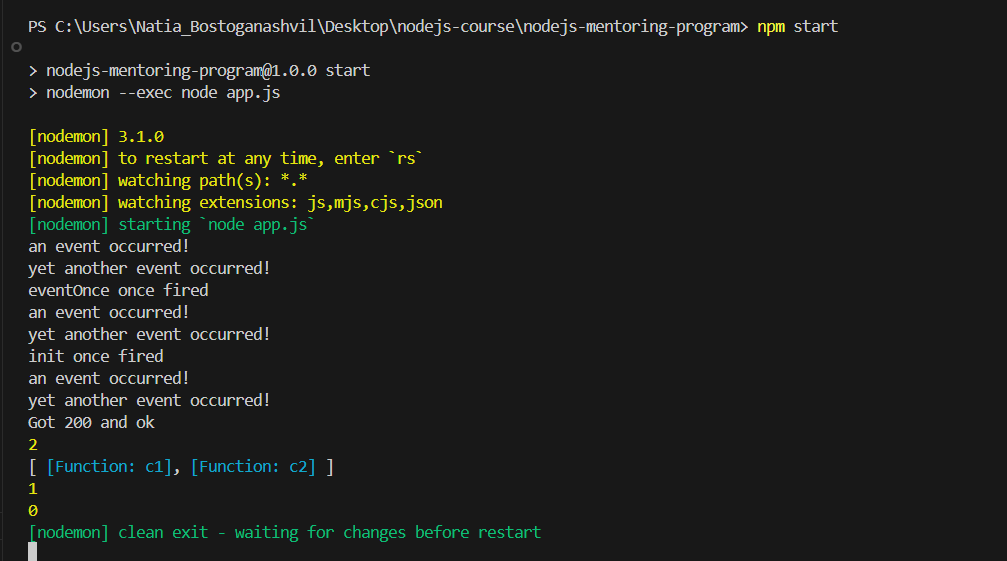 PS C:\Users\Natia_Bostoganashvil\Desktop\nodejs-course\nodejs-mentoring-program> npm start
> nodejs-mentoring-program@1.0.0 start
> nodemon --exec node app.js
[nodemon] 3.1.0
[nodemon] to restart at any time, enter `rs`
[nodemon] watching path(s): *.*
[nodemon] watching extensions: js,mjs,cjs,json
[nodemon] starting `node app.js`
an event occurred!
yet another event occurred!
eventOnce once fired
an event occurred!
yet another event occurred!
init once fired
an event occurred!
yet another event occurred!
Got 200 and ok
2
[ [Function: c1], [Function: c2] ]
1
0
[nodemon] clean exit - waiting for changes before restart